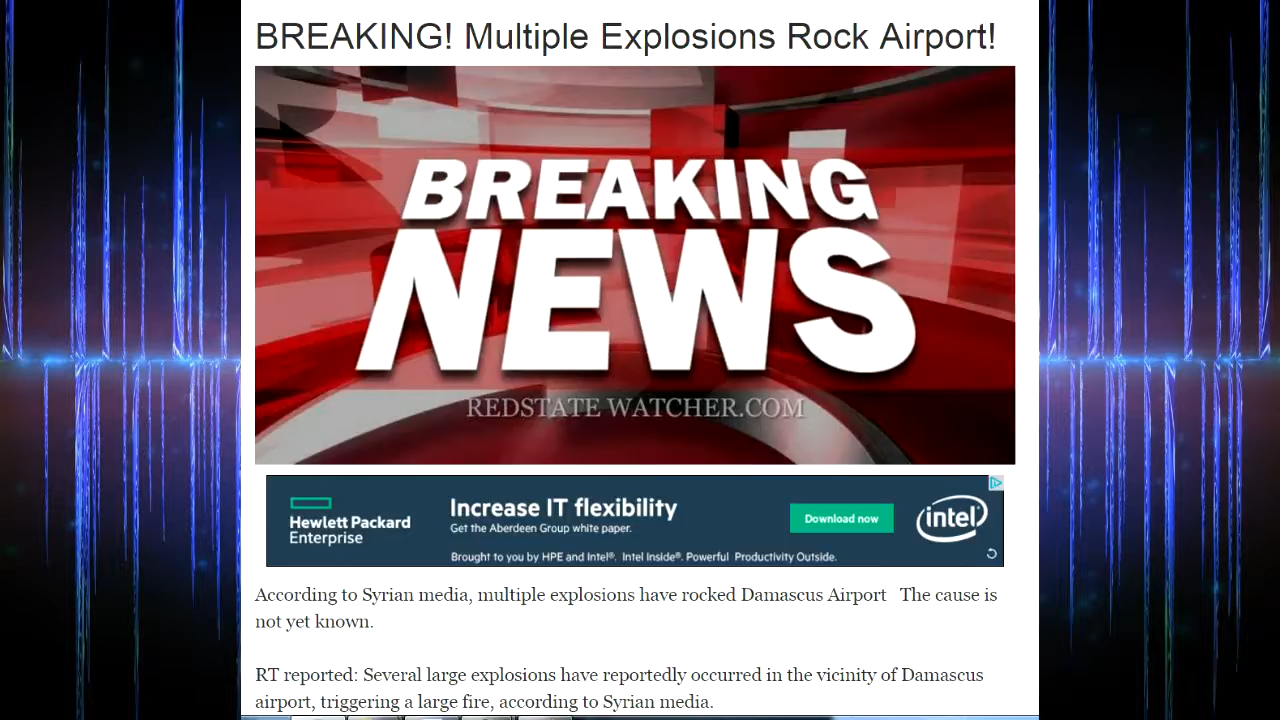 BREAKING! Multiple Explosions Rock Airport!
BREAKING
NEWS
REDSTATE WATCHER.COM
Hewlett Packard
Enterprise
Increase IT flexibility
Get the Aberdeen Group white paper.
Download now
intel
Brought to you by HPE and Intel®. Intel Inside®. Powerful Productivity Outside.
According to Syrian media, multiple explosions have rocked Damascus Airport The cause is
not yet known.
RT reported: Several large explosions have reportedly occurred in the vicinity of Damascus
airport, triggering a large fire, according to Syrian media.